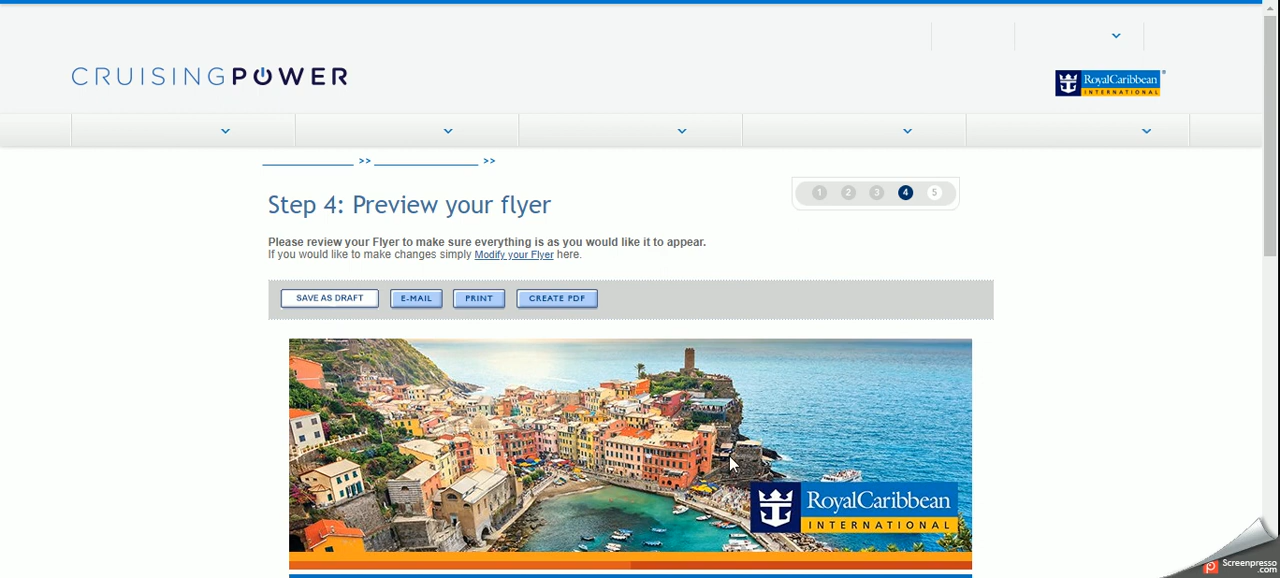 CRUISINGPOWER
RoyalCaribbean®
INTERNATIONAL
>> >>
1 2 3 4 5
Step 4: Preview your flyer
Please review your Flyer to make sure everything is as you would like it to appear.
If you would like to make changes simply Modify your Flyer here.
SAVE AS DRAFT E-MAIL PRINT CREATE PDF
RoyalCaribbean
INTERNATIONAL
Screenpresso
.com